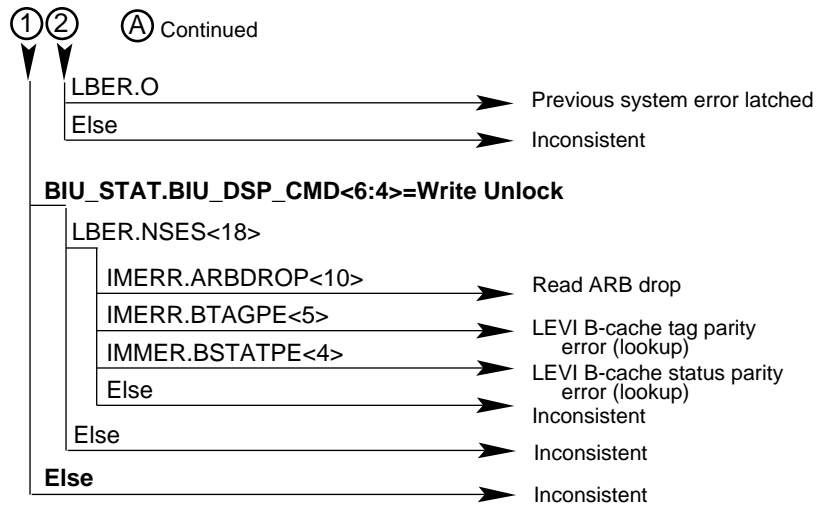 1 2 A Continued
LBER.O
Previous system error latched
Else
Inconsistent
BIU_STAT.BIU_DSP_CMD<6:4>=Write Unlock
LBER.NSES<18>
IMERR.ARBDROP<10>
Read ARB drop
IMERR.BTAGPE<5>
LEVI B-cache tag parity
error (lookup)
IMMER.BSTATPE<4>
LEVI B-cache status parity
error (lookup)
Else
Inconsistent
Else
Inconsistent
Else
Inconsistent